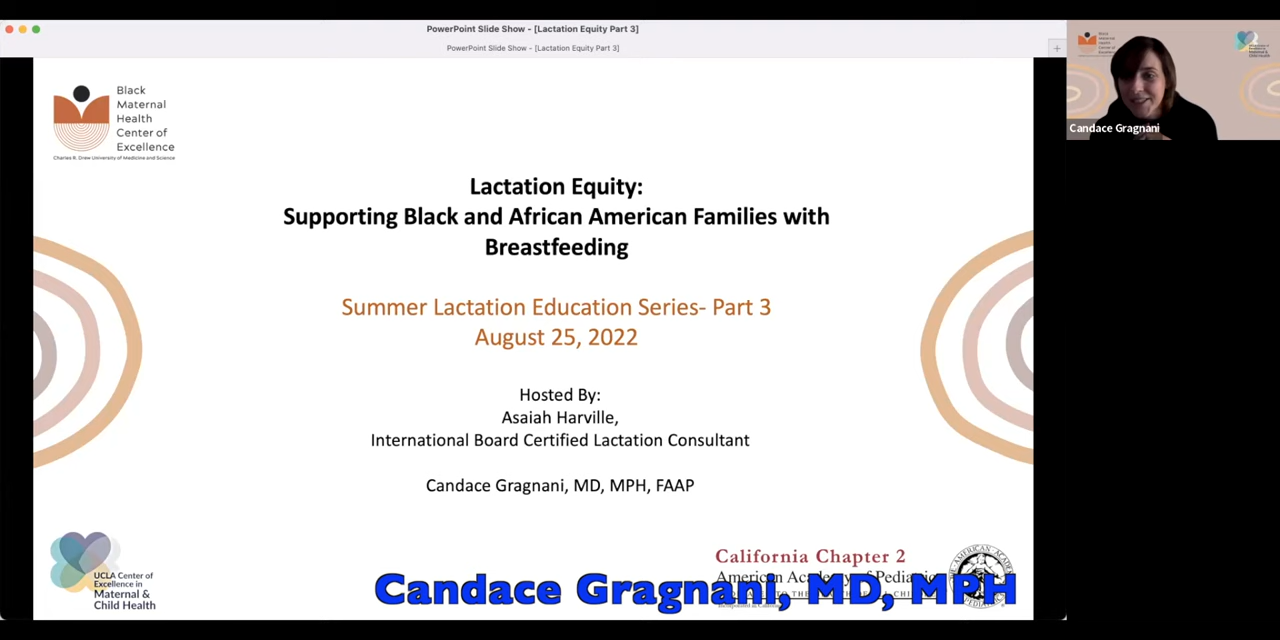 PowerPoint Slide Show - [Lactation Equity Part 3]
PowerPoint Slide Show - [Lactation Equity Part 3]
Black
Maternal
Health
Center of
Excellence
Charles R. Drew University of Medicine and Science
Lactation Equity:
Supporting Black and African American Families with
Breastfeeding
Summer Lactation Education Series- Part 3
August 25, 2022
Hosted By:
Asaiah Harville,
International Board Certified Lactation Consultant
Candace Gragnani, MD, MPH, FAAP
UCLA Center of
Excellence in
Maternal &
Child Health
California Chapter 2
American Academy of Pediatrics
Candace Gragnani, MD, MPH
Candace Gragnani